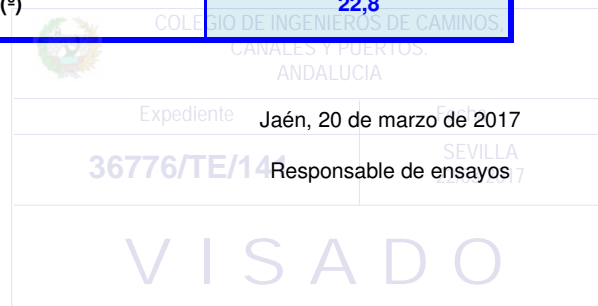 (º) 22,8
COLEGIO DE INGENIEROS DE CAMINOS,
CANALES Y PUERTOS.
ANDALUCIA
Expediente Fecha
Jaén, 20 de marzo de 2017
SEVILLA
36776/TE/144
Responsable de ensayos
VISADO